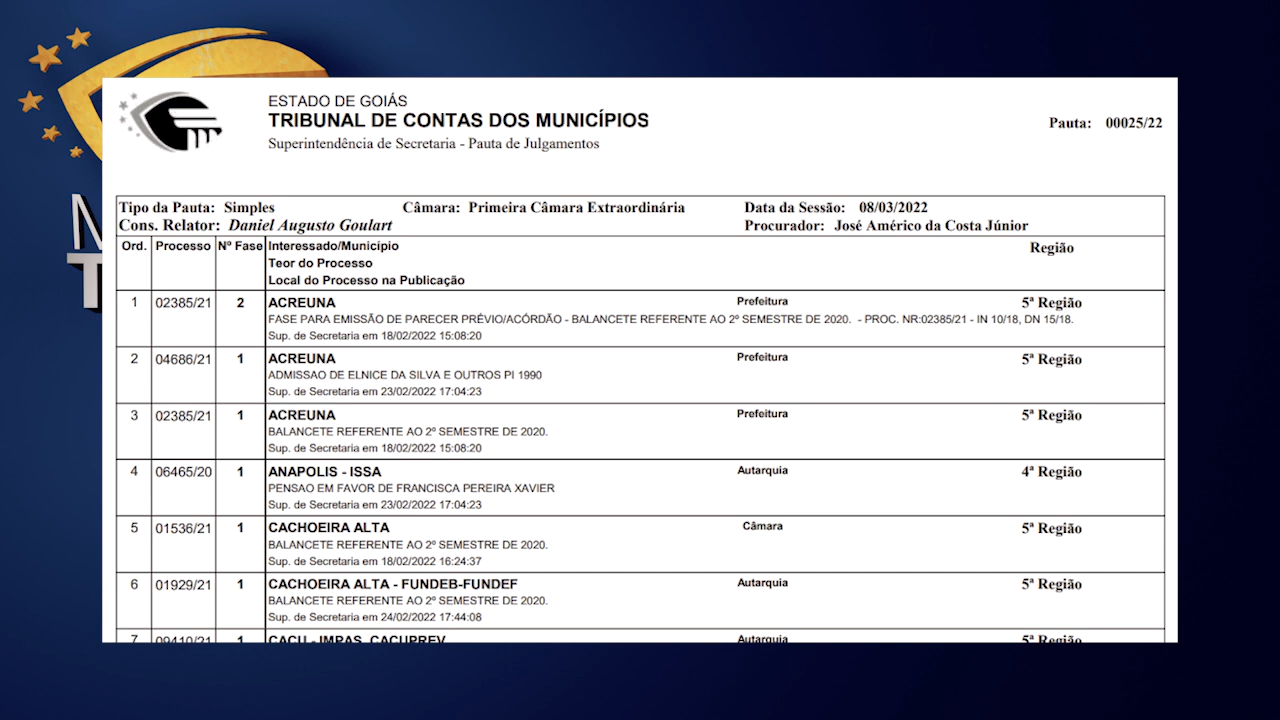 ESTADO DE GOIÁS
TRIBUNAL DE CONTAS DOS MUNICÍPIOS
Superintendência de Secretaria - Pauta de Julgamentos
Pauta: 00025/22
Tipo da Pauta: Simples Câmara: Primeira Câmara Extraordinária Data da Sessão: 08/03/2022
Cons. Relator: Daniel Augusto Goulart Procurador: José Américo da Costa Júnior
Ord. Processo Nº Fase Interessado/Município Região
Teor do Processo
Local do Processo na Publicação
1 02385/21 2 ACREUNA Prefeitura 5ª Região
FASE PARA EMISSÃO DE PARECER PRÉVIO/ACÓRDÃO - BALANCETE REFERENTE AO 2º SEMESTRE DE 2020. - PROC. NR:02385/21 - IN 10/18, DN 15/18.
Sup. de Secretaria em 18/02/2022 15:08:20
2 04686/21 1 ACREUNA Prefeitura 5ª Região
ADMISSAO DE ELNICE DA SILVA E OUTROS PI 1990
Sup. de Secretaria em 23/02/2022 17:04:23
3 02385/21 1 ACREUNA Prefeitura 5ª Região
BALANCETE REFERENTE AO 2º SEMESTRE DE 2020.
Sup. de Secretaria em 18/02/2022 15:08:20
4 06465/20 1 ANAPOLIS - ISSA Autarquia 4ª Região
PENSAO EM FAVOR DE FRANCISCA PEREIRA XAVIER
Sup. de Secretaria em 23/02/2022 17:04:23
5 01536/21 1 CACHOEIRA ALTA Câmara 5ª Região
BALANCETE REFERENTE AO 2º SEMESTRE DE 2020.
Sup. de Secretaria em 18/02/2022 16:24:37
6 01929/21 1 CACHOEIRA ALTA - FUNDEB-FUNDEF Autarquia 5ª Região
BALANCETE REFERENTE AO 2º SEMESTRE DE 2020.
Sup. de Secretaria em 24/02/2022 17:44:08
7 09410/21 1 CACU - IMPAS, CACUPREV Autarquia 5ª Região